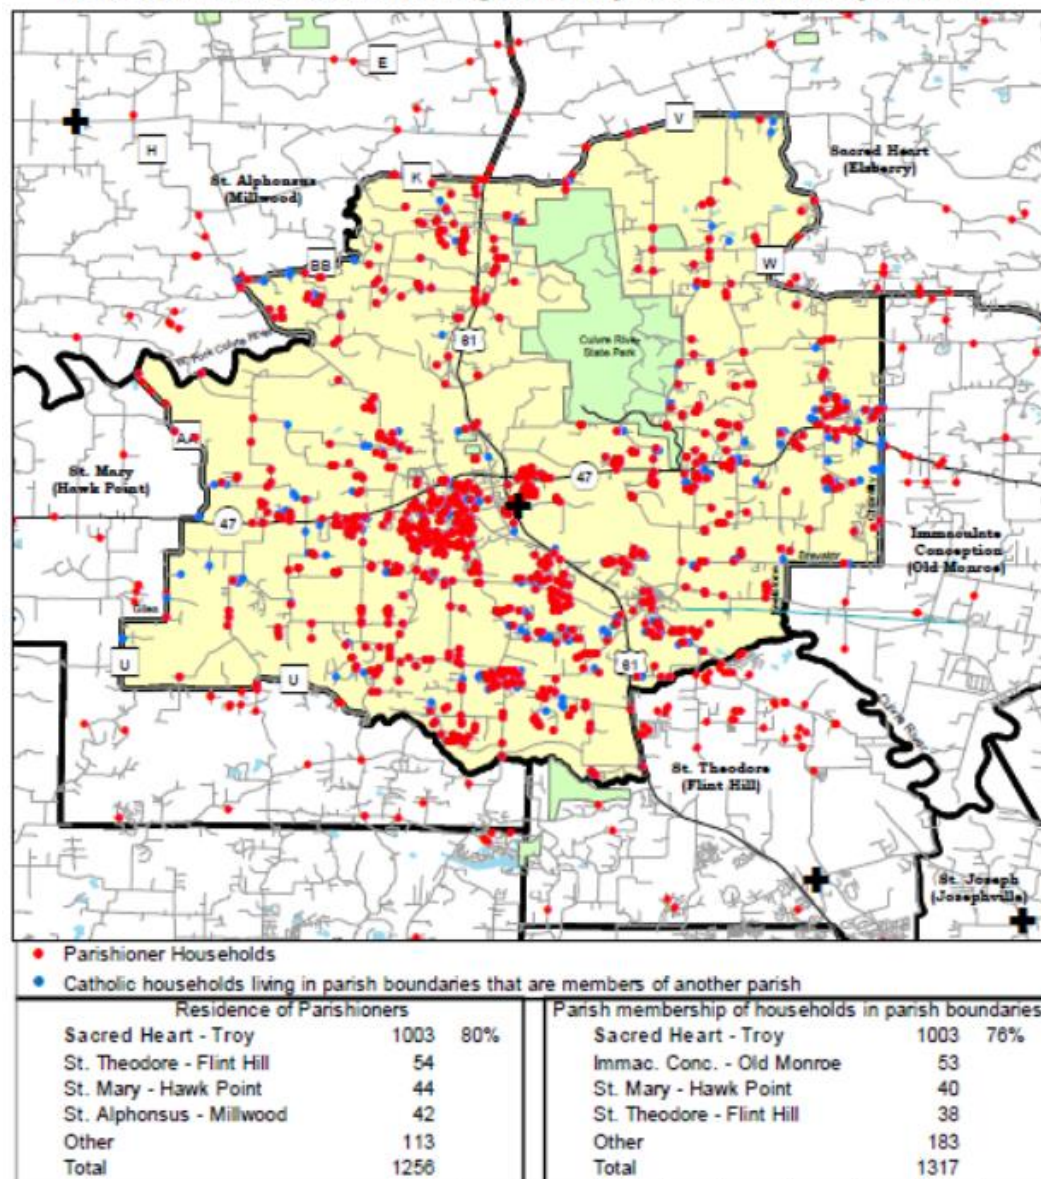 E
H
V
K
Sacred Heart
(Elsberry)
St. Alphonsus
(Millwood)
BB
W
61
Cuivre River
State Park
AA
St. Mary
(Hawk Point)
47
47
Immaculate
Conception
(Old Monroe)
U
U
61
Cuivre River
St. Theodore
(Flint Hill)
St. Joseph
(Josephville)
Parishioner Households
Catholic households living in parish boundaries that are members of another parish
Residence of Parishioners
Sacred Heart - Troy 1003 80%
St. Theodore - Flint Hill 54
St. Mary - Hawk Point 44
St. Alphonsus - Millwood 42
Other 113
Total 1256
Parish membership of households in parish boundaries
Sacred Heart - Troy 1003 76%
Immac. Conc. - Old Monroe 53
St. Mary - Hawk Point 40
St. Theodore - Flint Hill 38
Other 183
Total 1317